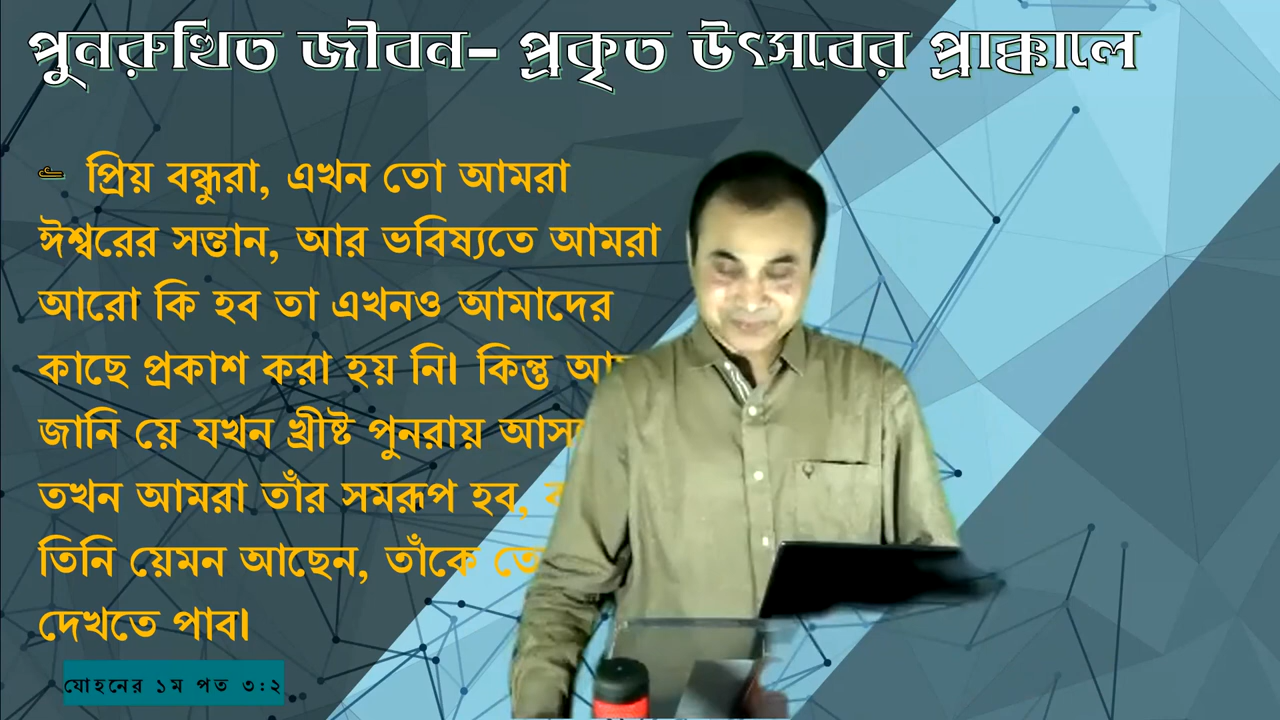 পুনরুত্থিত জীবন- প্রকৃত উৎসবের প্রাক্কালে
প্রিয় বন্ধুরা, এখন তো আমরা
ঈশ্বরের সন্তান, আর ভবিষ্যতে আমরা
আরো কি হব তা এখনও আমাদের
কাছে প্রকাশ করা হয় নি। কিন্তু
জানি য়ে যখন খ্রীষ্ট পুনরায়
তখন আমরা তাঁর সমরূপ হব,
তিনি য়েমন আছেন, তাঁকে
দেখতে পাব।
যোহনের ১ম পত্র ৩:২